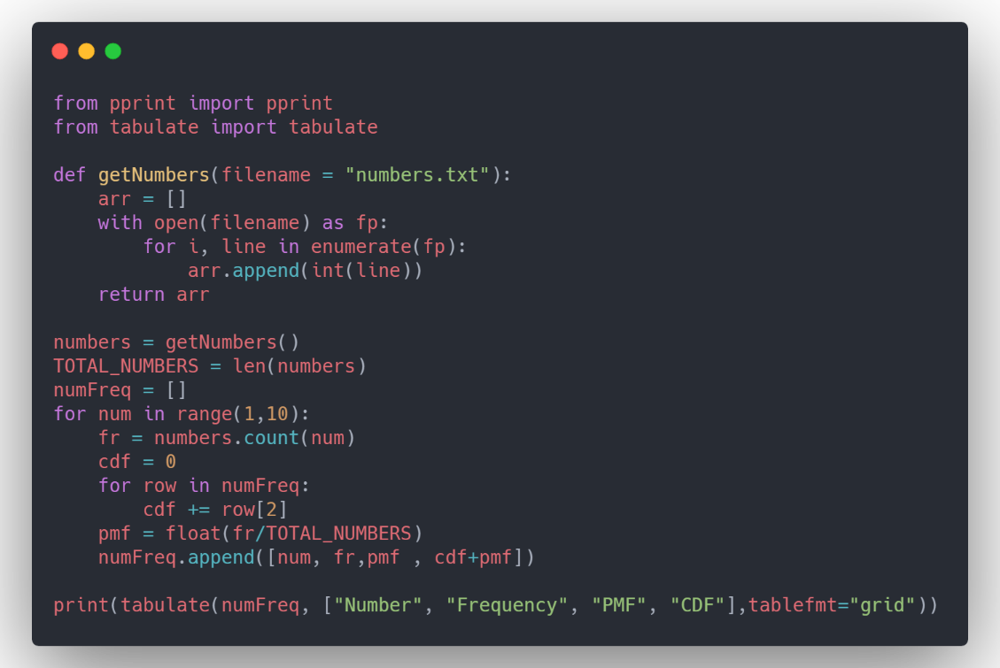 from pprint import pprint
from tabulate import tabulate

def getNumbers(filename = "numbers.txt"):
    arr = []
    with open(filename) as fp:
        for i, line in enumerate(fp):
            arr.append(int(line))
    return arr

numbers = getNumbers()
TOTAL_NUMBERS = len(numbers)
numFreq = []
for num in range(1,10):
    fr = numbers.count(num)
    cdf = 0
    for row in numFreq:
        cdf += row[2]
    pmf = float(fr/TOTAL_NUMBERS)
    numFreq.append([num, fr,pmf , cdf+pmf])

print(tabulate(numFreq, ["Number", "Frequency", "PMF", "CDF"],tablefmt="grid"))